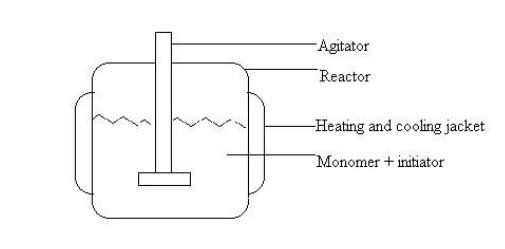 Agitator
Reactor
Heating and cooling jacket
Monomer + initiator